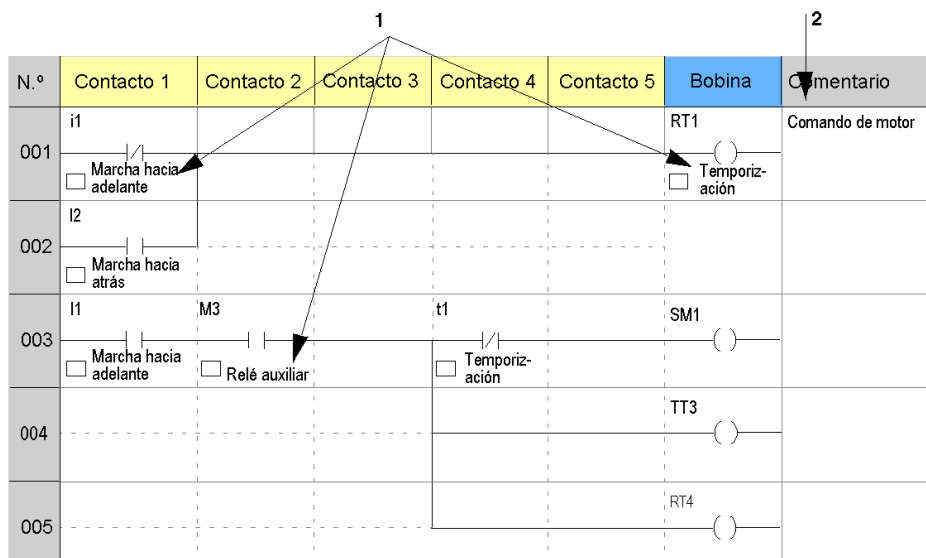 1
2
N.º Contacto 1 Contacto 2 Contacto 3 Contacto 4 Contacto 5 Bobina Comentario
i1 RT1 Comando de motor
001
Marcha hacia
adelante
Temporiz-
ación
I2
002
Marcha hacia
atrás
I1 M3 t1 SM1
003
Marcha hacia
adelante
Relé auxiliar
Temporiz-
ación
TT3
004
RT4
005